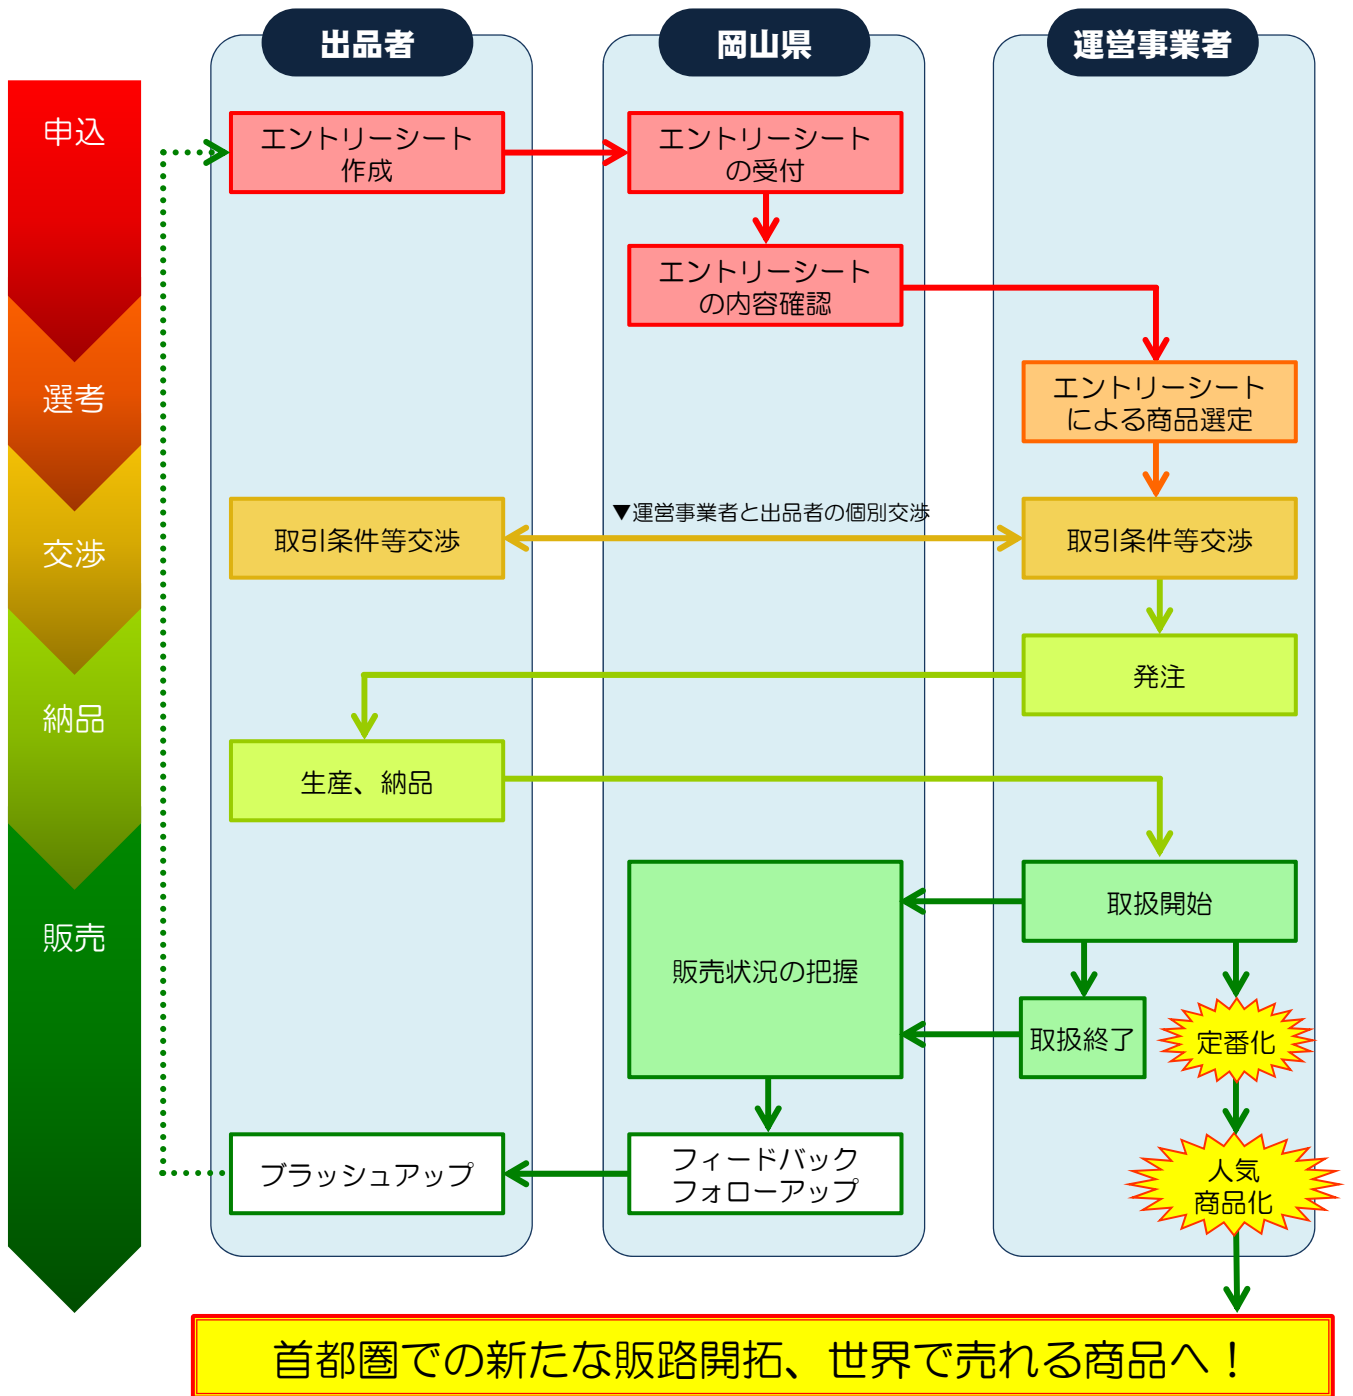 出品者
岡山県
運営事業者
申込
エントリーシート
作成
エントリーシート
の受付
エントリーシート
の内容確認
選考
エントリーシート
による商品選定
交渉
取引条件等交渉
▼運営事業者と出品者の個別交渉
取引条件等交渉
発注
納品
生産、納品
販売
取扱開始
販売状況の把握
取扱終了
定番化
ブラッシュアップ
フィードバック
フォローアップ
人気
商品化
首都圏での新たな販路開拓、世界で売れる商品へ！